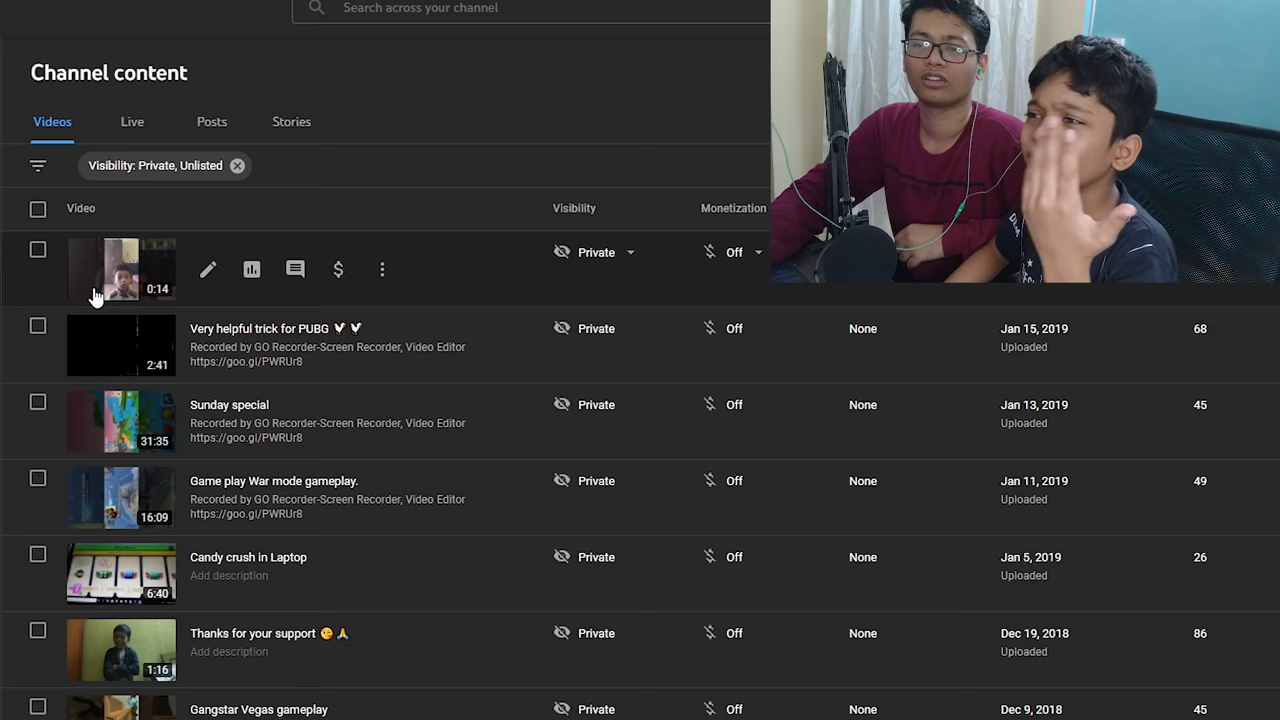 Search across your channel
Channel content
Videos Live Posts Stories
Visibility: Private, Unlisted
Video Visibility Monetization
0:14 Private Off
2:41 Very helpful trick for PUBG 🐓 🐓 Private Off None Jan 15, 2019 68
Recorded by GO Recorder-Screen Recorder, Video Editor Uploaded
https://goo.gl/PWRUr8
31:35 Sunday special Private Off None Jan 13, 2019 45
Recorded by GO Recorder-Screen Recorder, Video Editor Uploaded
https://goo.gl/PWRUr8
16:09 Game play War mode gameplay. Private Off None Jan 11, 2019 49
Recorded by GO Recorder-Screen Recorder, Video Editor Uploaded
https://goo.gl/PWRUr8
6:40 Candy crush in Laptop Private Off None Jan 5, 2019 26
Add description Uploaded
1:16 Thanks for your support 😘 🙏 Private Off None Dec 19, 2018 86
Add description Uploaded
Gangstar Vegas gameplay Private Off None Dec 9, 2018 45